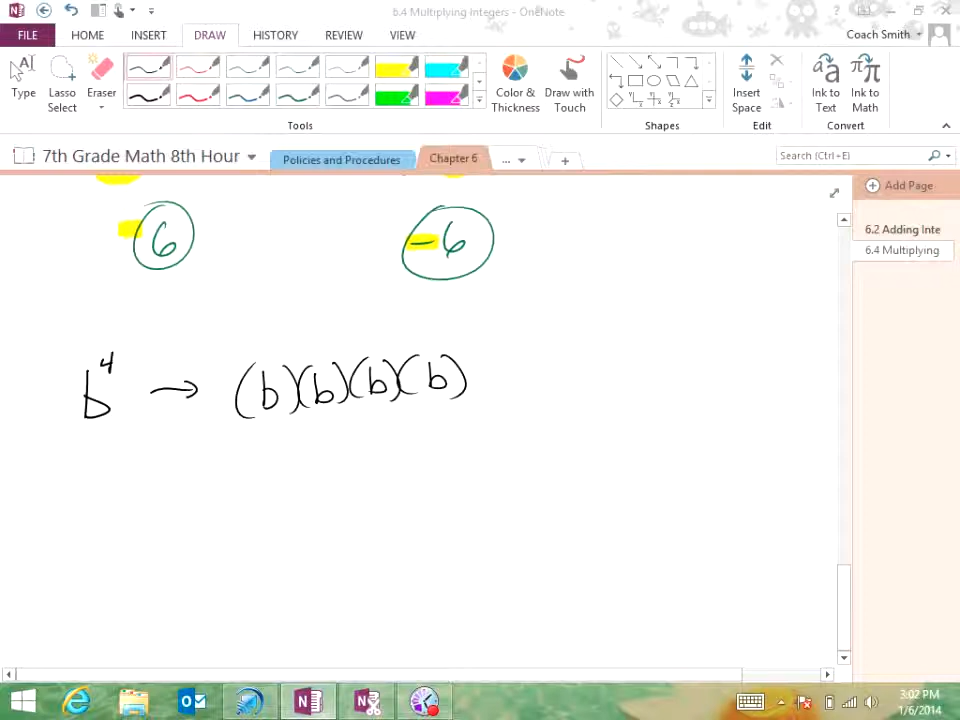 6.4 Multiplying Integers - OneNote
?
FILE HOME INSERT DRAW HISTORY REVIEW VIEW Coach Smith
Type Lasso Select Eraser Color & Thickness Draw with Touch Insert Space Ink to Text Ink to Math
Tools Shapes Edit Convert
7th Grade Math 8th Hour Policies and Procedures Chapter 6 ... + Search (Ctrl+E)
Add Page
6.2 Adding Inte
6.4 Multiplying
6 -6
b⁴ → (b)(b)(b)(b)
3:02 PM
1/6/2014